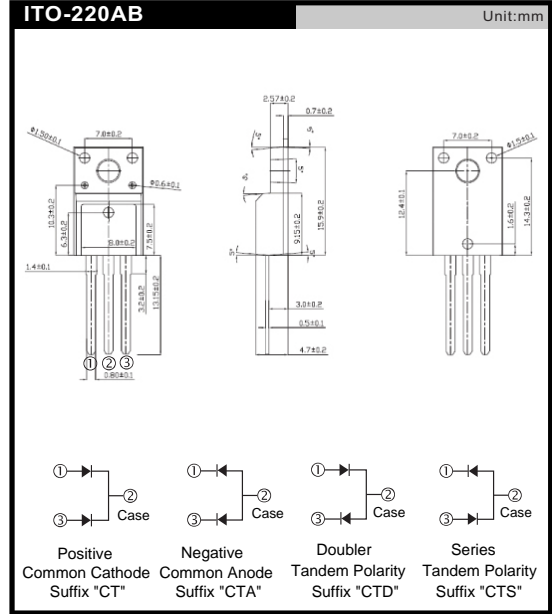 ITO-220AB
Unit:mm
2.57±0.2
0.7±0.2
Φ1.50±0.1
7.8±0.2
7.0±0.2
Φ1.5±0.1
Φ0.6±0.1
10.3±0.2
6.3±0.2
8.8±0.2
7.5±0.2
9.15±0.2
15.9±0.2
12.4±0.1
1.6±0.2
14.3±0.2
1.4±0.1
3.2±0.2
13.15±0.2
3.0±0.2
0.5±0.1
4.7±0.2
① ② ③
0.80±0.1
① ① ① ①
② ② ② ②
③ Case ③ Case ③ Case ③ Case
Positive Negative Doubler Series
Common Cathode Common Anode Tandem Polarity Tandem Polarity
Suffix "CT" Suffix "CTA" Suffix "CTD" Suffix "CTS"